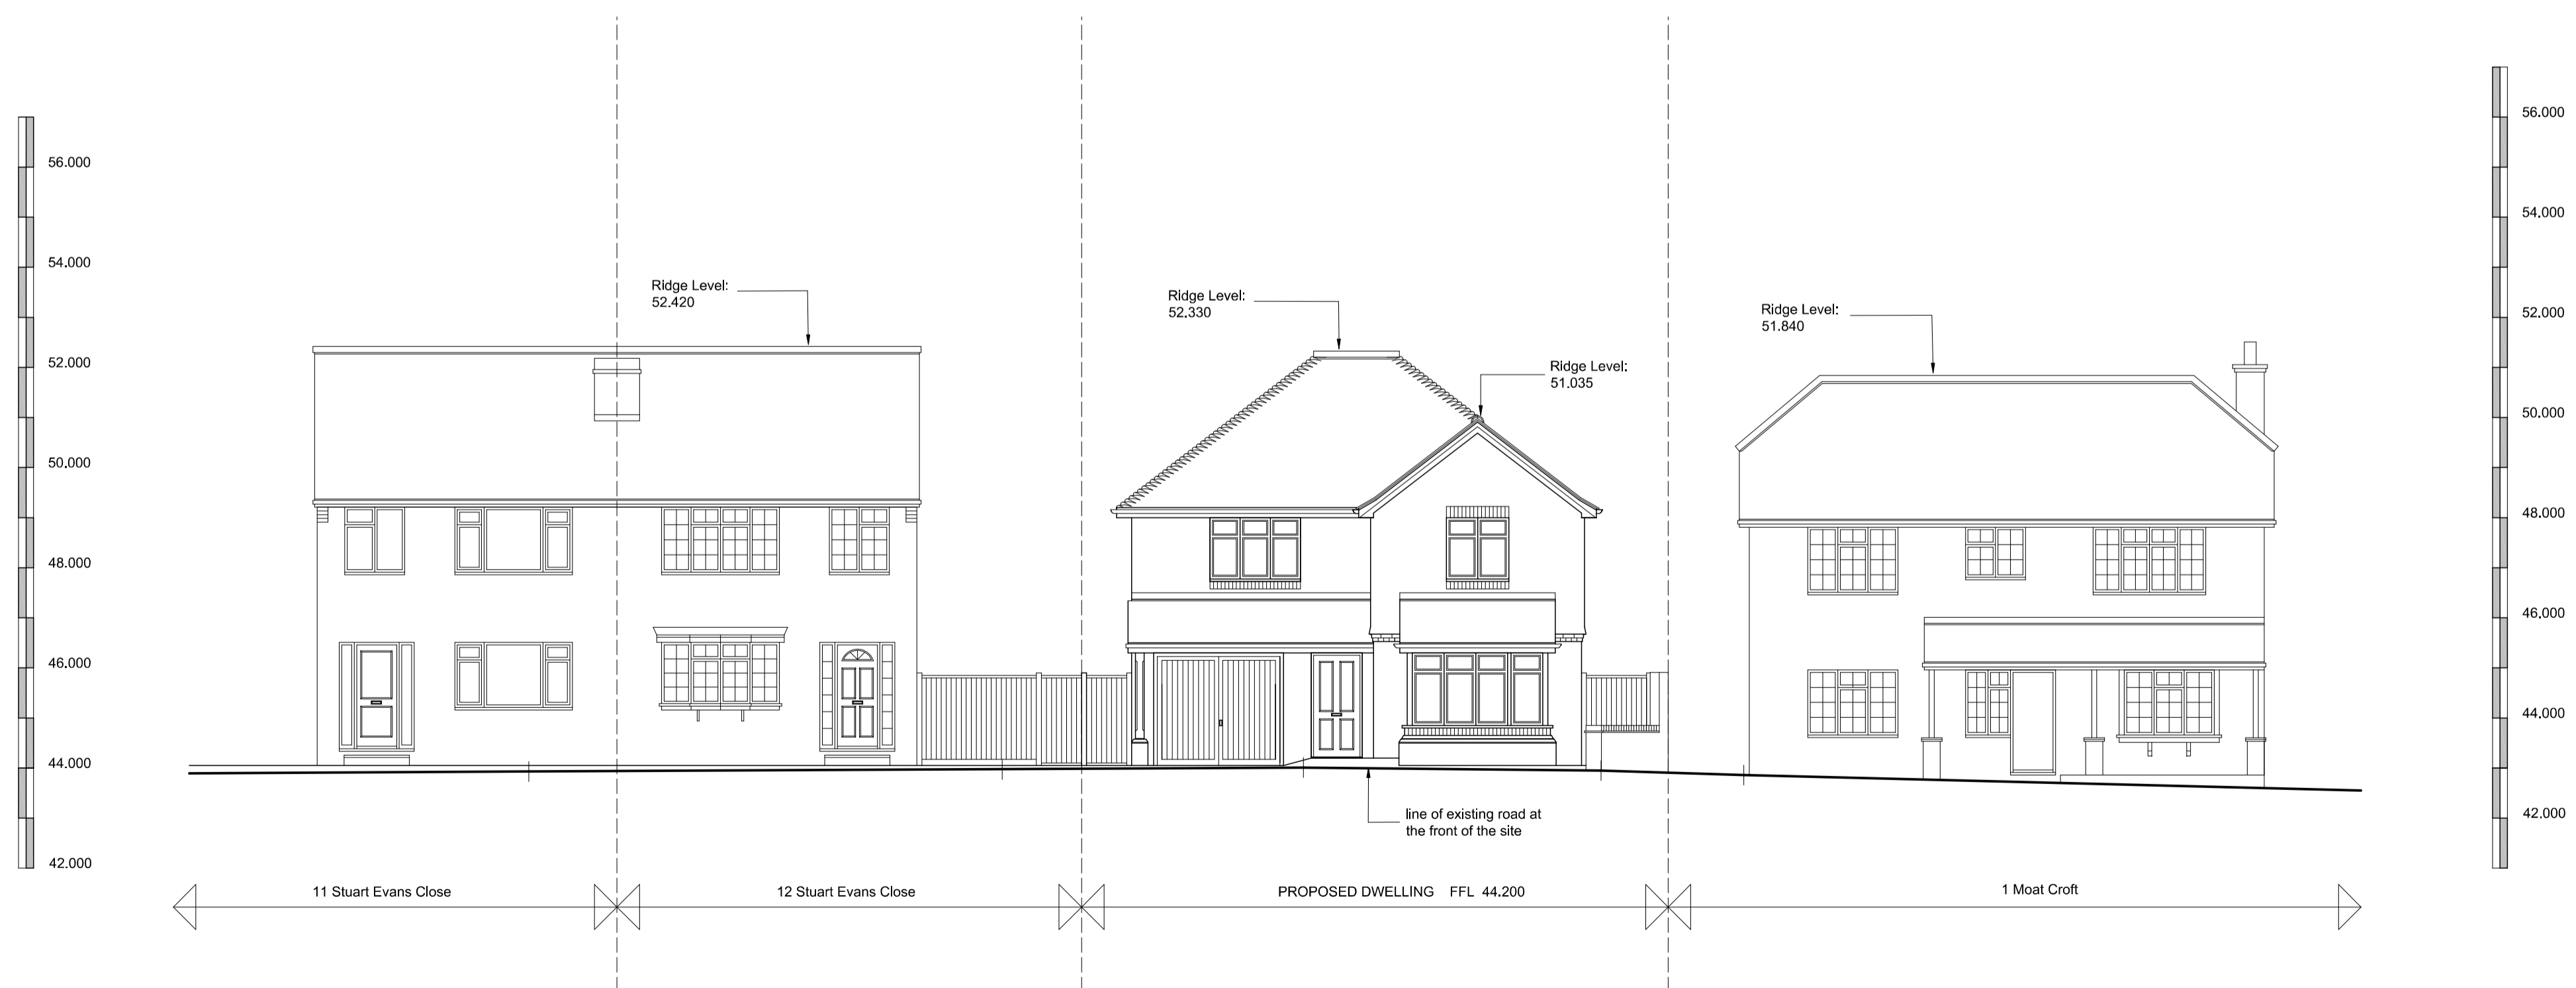 56.000
54.000
52.000
50.000
48.000
46.000
44.000
42.000
Ridge Level:
52.420
Ridge Level:
52.330
Ridge Level:
51.035
Ridge Level:
51.840
56.000
54.000
52.000
50.000
48.000
46.000
44.000
42.000
line of existing road at
the front of the site
11 Stuart Evans Close
12 Stuart Evans Close
PROPOSED DWELLING FFL 44.200
1 Moat Croft